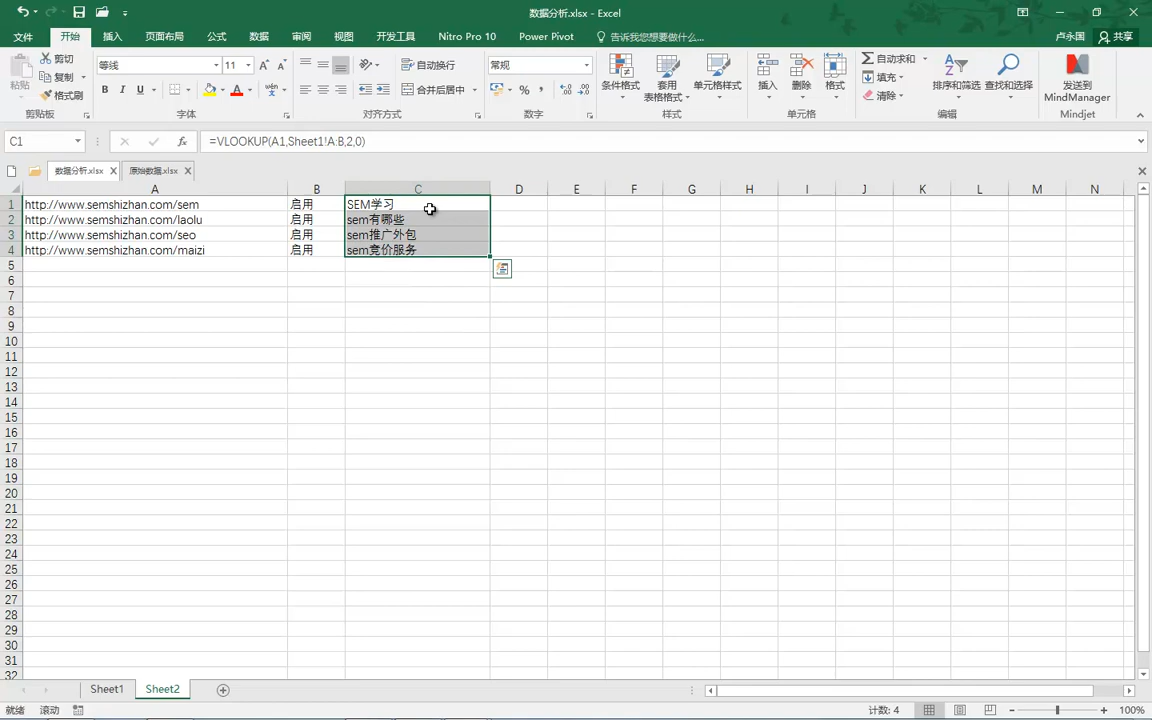 数据分析.xlsx - Excel
文件 开始 插入 页面布局 公式 数据 审阅 视图 开发工具 Nitro Pro 10 Power Pivot 告诉我您想要做什么... 卢永国 共享
剪切 等线 11 自动换行 常规 自动求和
粘贴 复制 条件格式 套用 单元格样式 插入 删除 格式 填充 排序和筛选 查找和选择 发送到
格式刷 B I U 合并后居中 % 表格格式 清除 MindManager
剪贴板 字体 对齐方式 数字 样式 单元格 编辑 Mindjet
C1 fx =VLOOKUP(A1,Sheet1!A:B,2,0)
数据分析.xlsx 原始数据.xlsx
A B C D E F G H I J K L M N
1 http://www.semshizhan.com/sem 启用 SEM学习
2 http://www.semshizhan.com/laolu 启用 sem有哪些
3 http://www.semshizhan.com/seo 启用 sem推广外包
4 http://www.semshizhan.com/maizi 启用 sem竞价服务
5
6
7
8
9
10
11
12
13
14
15
16
17
18
19
20
21
22
23
24
25
26
27
28
29
30
31
32
Sheet1 Sheet2
就绪 滚动 计数: 4 100%